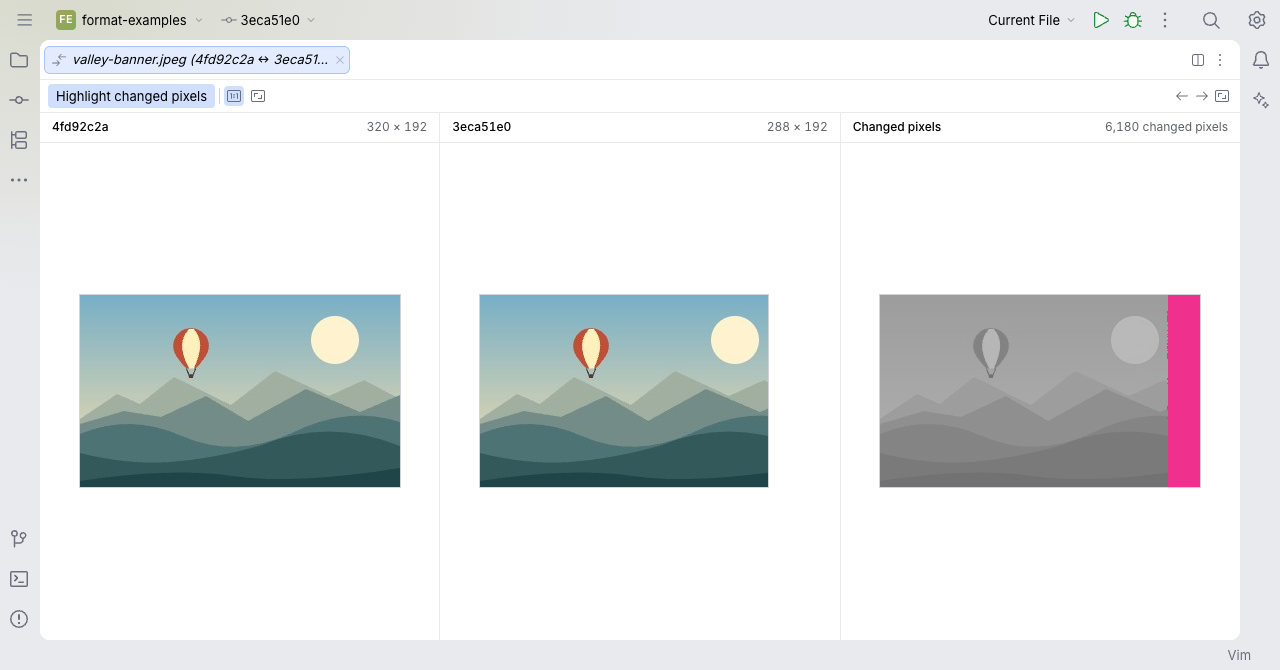 FE format-examples 3eca51e0 Current File
valley-banner.jpeg (4fd92c2a ↔ 3eca51...
Highlight changed pixels 1:1
4fd92c2a 320 × 192 3eca51e0 288 × 192 Changed pixels 6,180 changed pixels
Vim